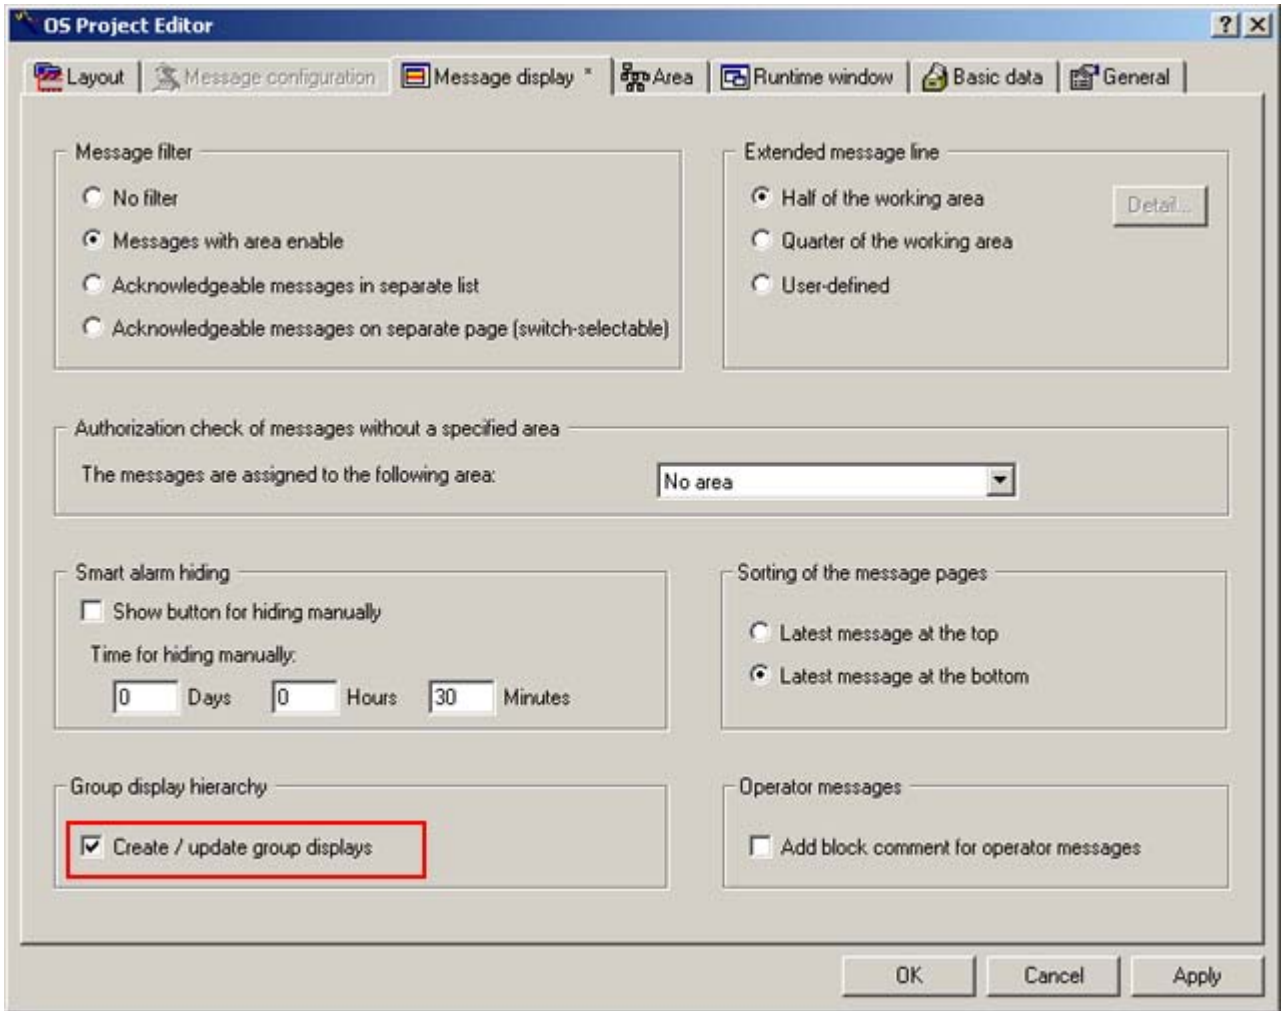 OS Project Editor
Layout Message configuration Message display * Area Runtime window Basic data General
Message filter
No filter
Messages with area enable
Acknowledgeable messages in separate list
Acknowledgeable messages on separate page (switch-selectable)
Extended message line
Half of the working area
Detail...
Quarter of the working area
User-defined
Authorization check of messages without a specified area
The messages are assigned to the following area: No area
Smart alarm hiding
Show button for hiding manually
Time for hiding manually:
0 Days 0 Hours 30 Minutes
Sorting of the message pages
Latest message at the top
Latest message at the bottom
Group display hierarchy
Create / update group displays
Operator messages
Add block comment for operator messages
OK Cancel Apply